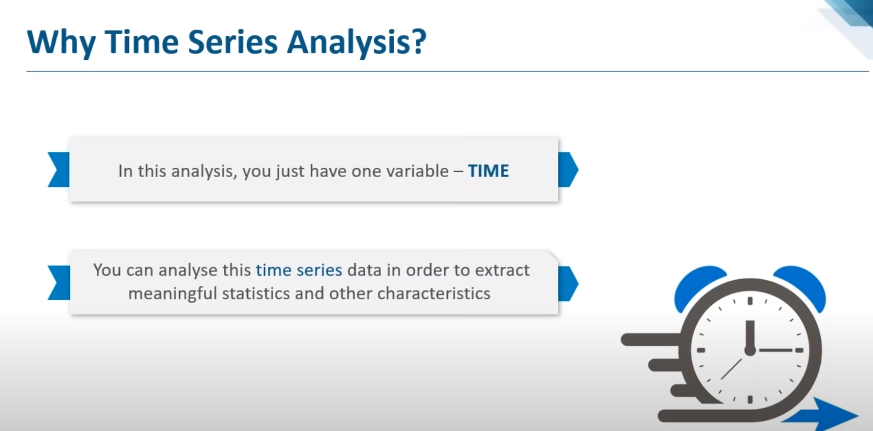 Why Time Series Analysis?
In this analysis, you just have one variable – TIME
You can analyse this time series data in order to extract
meaningful statistics and other characteristics